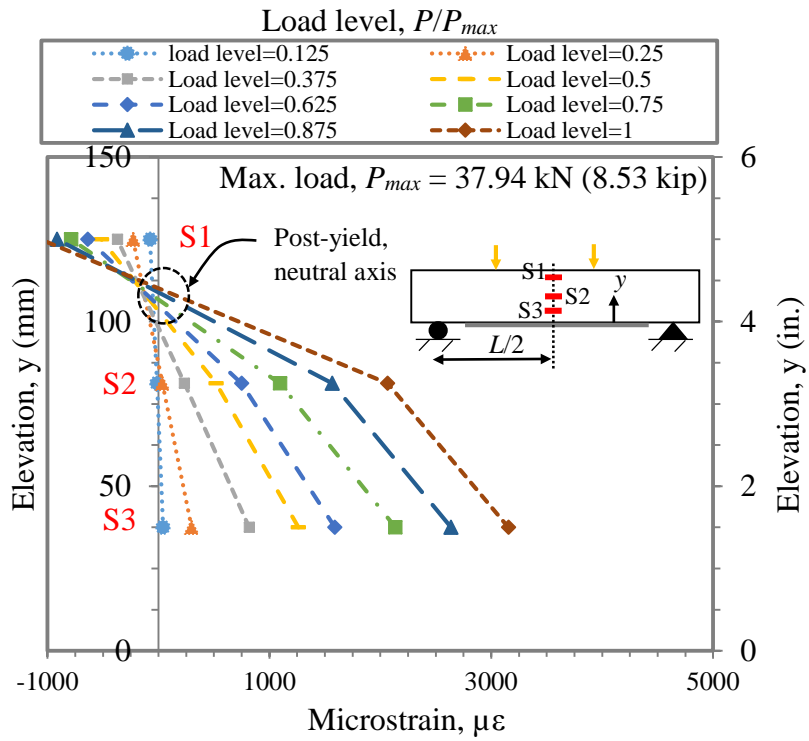 Load level, P/Pmax
load level=0.125
Load level=0.25
Load level=0.375
Load level=0.5
Load level=0.625
Load level=0.75
Load level=0.875
Load level=1
Max. load, Pmax = 37.94 kN (8.53 kip)
S1
Post-yield,
neutral axis
S1
S2
S3
y
L/2
S2
S3
150
100
50
0
Elevation, y (mm)
6
4
2
0
Elevation, y (in.)
-1000
1000
3000
5000
Microstrain, με